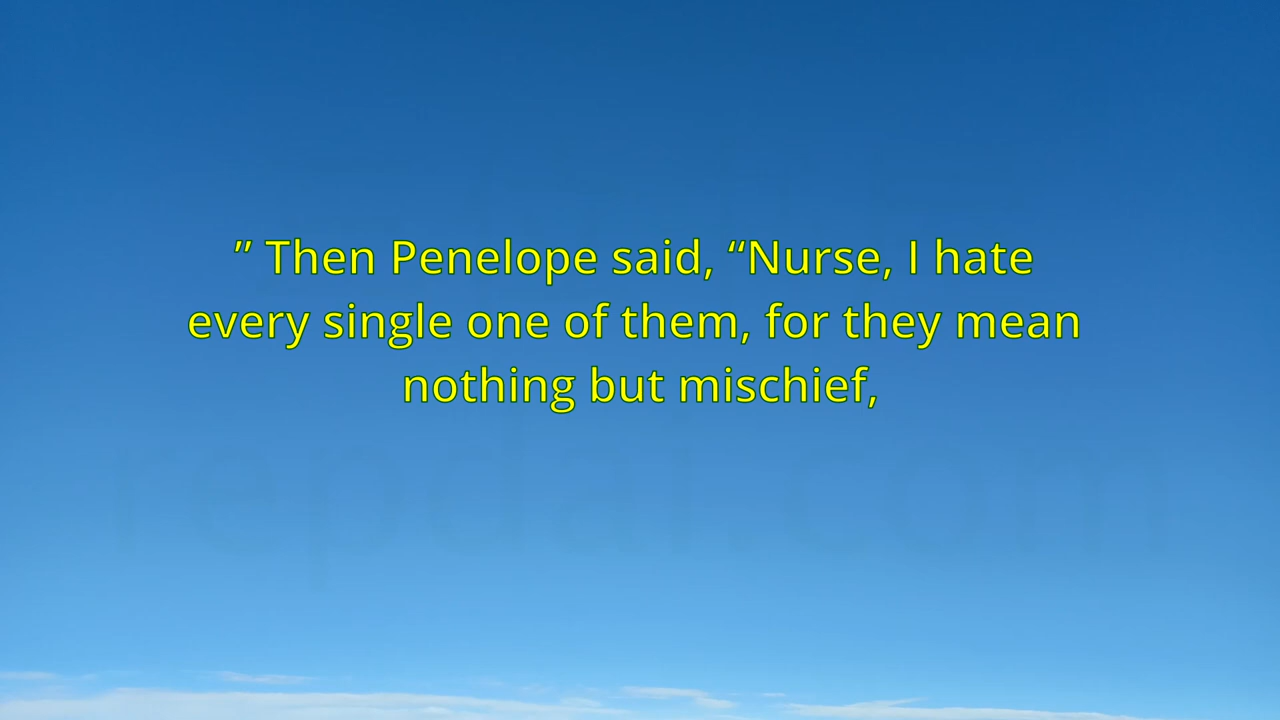 ” Then Penelope said, “Nurse, I hate
every single one of them, for they mean
nothing but mischief,